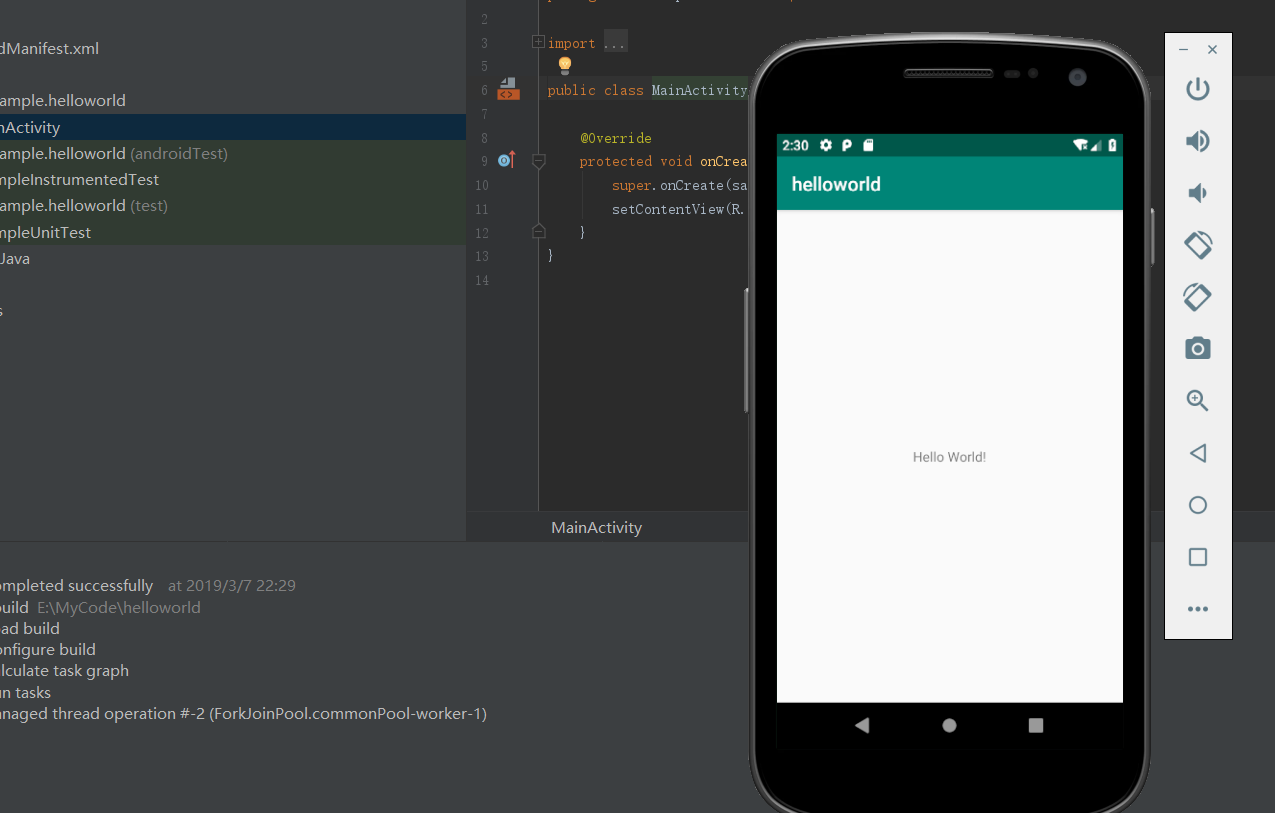 dManifest.xml
ample.helloworld
nActivity
ample.helloworld (androidTest)
mpleInstrumentedTest
ample.helloworld (test)
mpleUnitTest
Java
s
2
3 import ...
5
6 public class MainActivity
7
8 @Override
9 protected void onCrea
10 super.onCreate(sa
11 setContentView(R.
12 }
13 }
14
MainActivity
2:30
helloworld
Hello World!
ompleted successfully at 2019/3/7 22:29
build E:\MyCode\helloworld
ad build
onfigure build
alculate task graph
un tasks
anaged thread operation #-2 (ForkJoinPool.commonPool-worker-1)